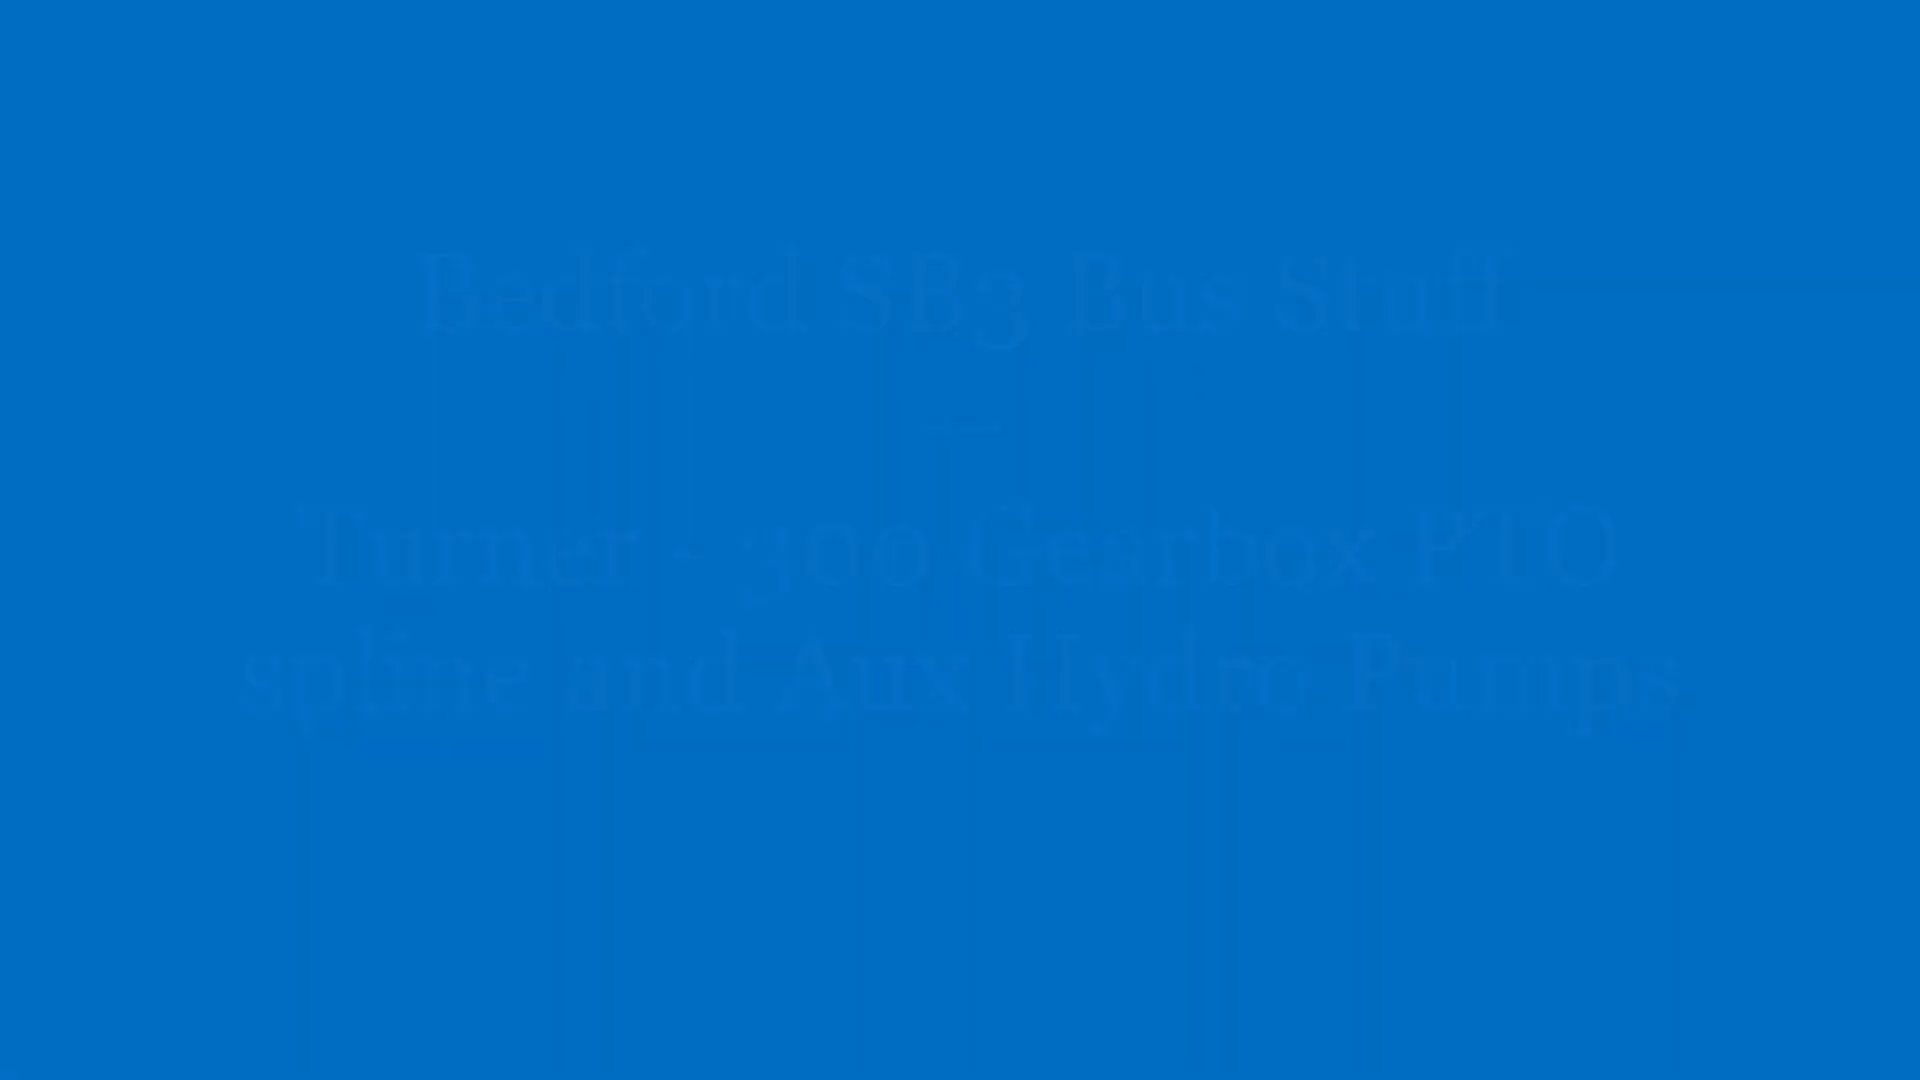 Bedford SB3 Bus Stuff
Turner - 300 Gearbox PTO
spline and Aux Hydro Pumps